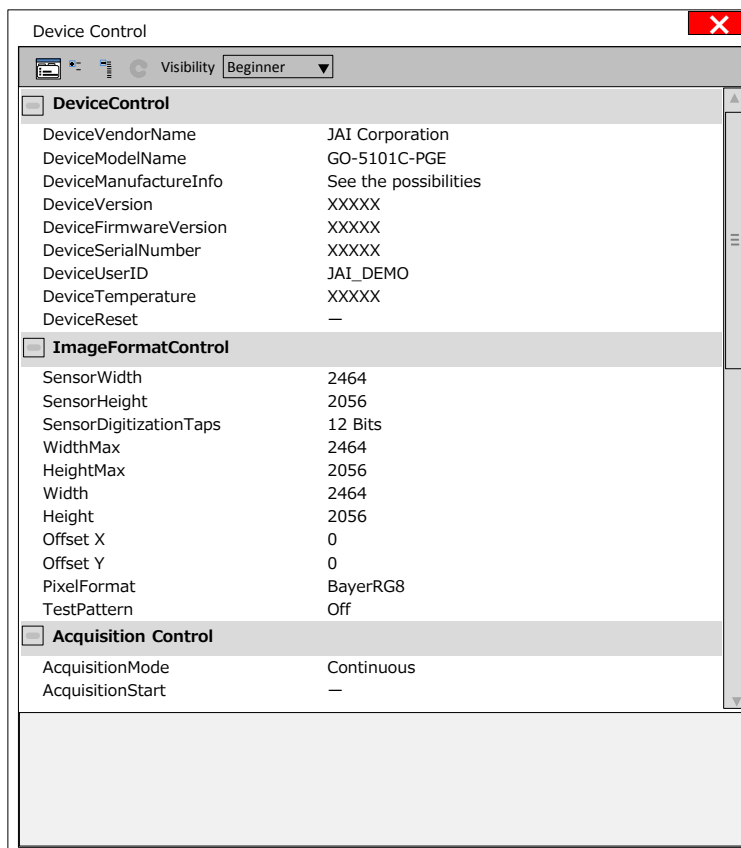 Device Control
Visibility Beginner
DeviceControl
DeviceVendorName JAI Corporation
DeviceModelName GO-5101C-PGE
DeviceManufactureInfo See the possibilities
DeviceVersion XXXXX
DeviceFirmwareVersion XXXXX
DeviceSerialNumber XXXXX
DeviceUserID JAI_DEMO
DeviceTemperature XXXXX
DeviceReset —
ImageFormatControl
SensorWidth 2464
SensorHeight 2056
SensorDigitizationTaps 12 Bits
WidthMax 2464
HeightMax 2056
Width 2464
Height 2056
Offset X 0
Offset Y 0
PixelFormat BayerRG8
TestPattern Off
Acquisition Control
AcquisitionMode Continuous
AcquisitionStart —